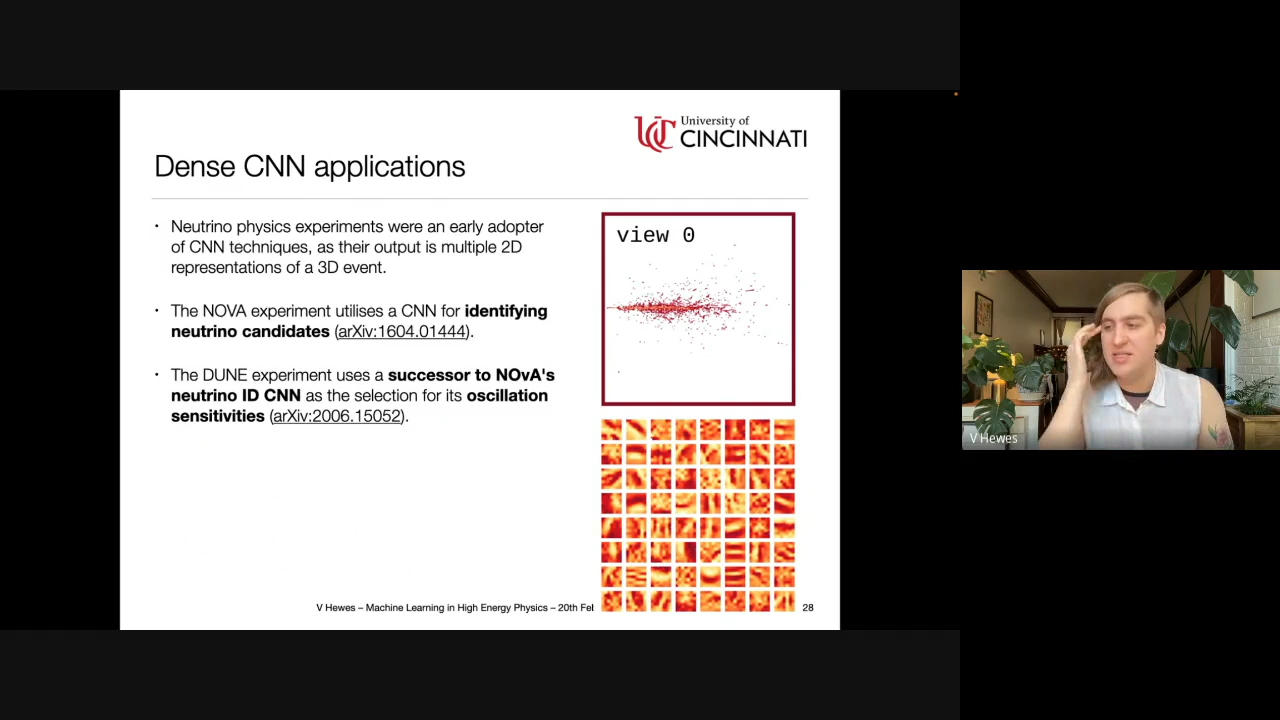 University of
CINCINNATI
Dense CNN applications
• Neutrino physics experiments were an early adopter
of CNN techniques, as their output is multiple 2D
representations of a 3D event.
• The NOVA experiment utilises a CNN for identifying
neutrino candidates (arXiv:1604.01444).
• The DUNE experiment uses a successor to NOvA's
neutrino ID CNN as the selection for its oscillation
sensitivities (arXiv:2006.15052).
view 0
V Hewes – Machine Learning in High Energy Physics – 20th Fel
28
V Hewes